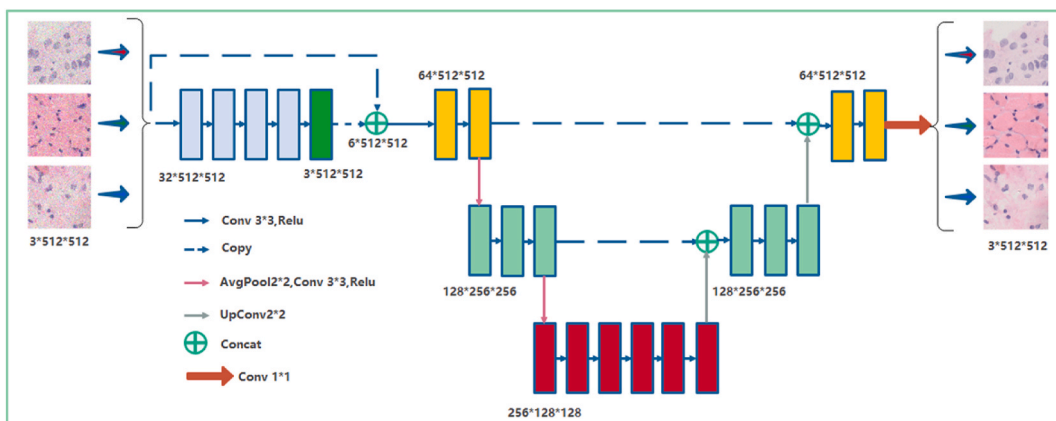 64*512*512
64*512*512
6*512*512
32*512*512
3*512*512
3*512*512
3*512*512
Conv 3*3,Relu
Copy
AvgPool2*2,Conv 3*3,Relu
UpConv2*2
Concat
Conv 1*1
128*256*256
128*256*256
256*128*128